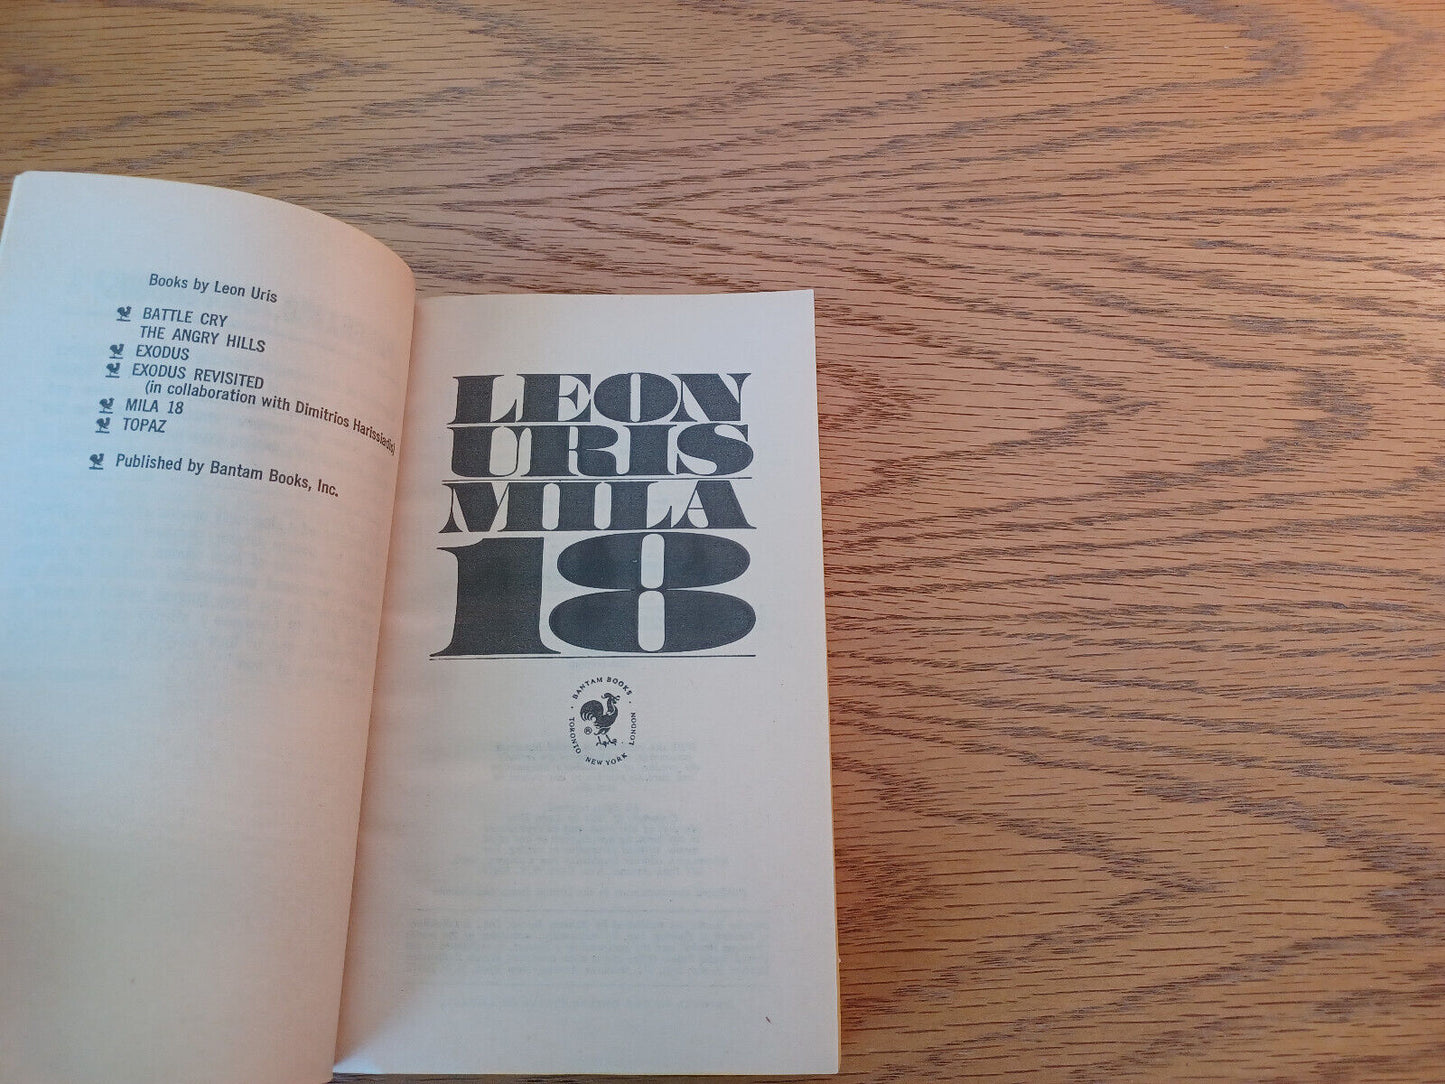 Books by Leon Uris
BATTLE CRY
THE ANGRY HILLS
EXODUS
EXODUS REVISITED
(in collaboration with Dimitrios Harissiadis)
MILA 18
TOPAZ
Published by Bantam Books, Inc.
LEON
URIS
MILA
18
· BANTAM BOOKS ·
TORONTO
NEW YORK
LONDON
®